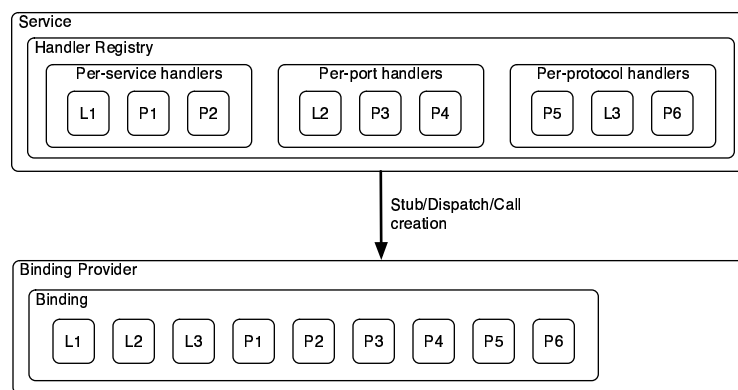 Service
Handler Registry
Per-service handlers
Per-port handlers
Per-protocol handlers
L1 P1 P2
L2 P3 P4
P5 L3 P6
Stub/Dispatch/Call
creation
Binding Provider
Binding
L1 L2 L3 P1 P2 P3 P4 P5 P6